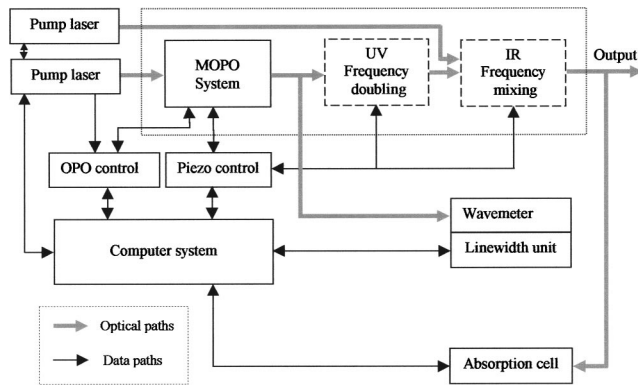 Pump laser
Pump laser
MOPO
System
UV
Frequency
doubling
IR
Frequency
mixing
Output
OPO control
Piezo control
Wavemeter
Linewidth unit
Computer system
Optical paths
Data paths
Absorption cell